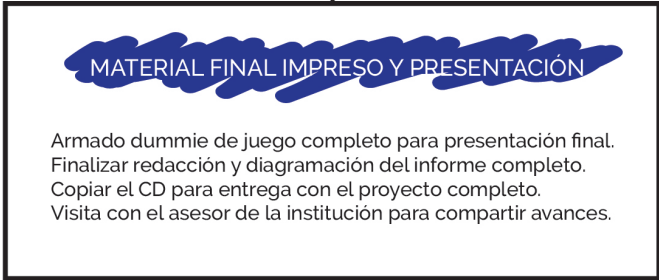 MATERIAL FINAL IMPRESO Y PRESENTACIÓN
Armado dummie de juego completo para presentación final.
Finalizar redacción y diagramación del informe completo.
Copiar el CD para entrega con el proyecto completo.
Visita con el asesor de la institución para compartir avances.